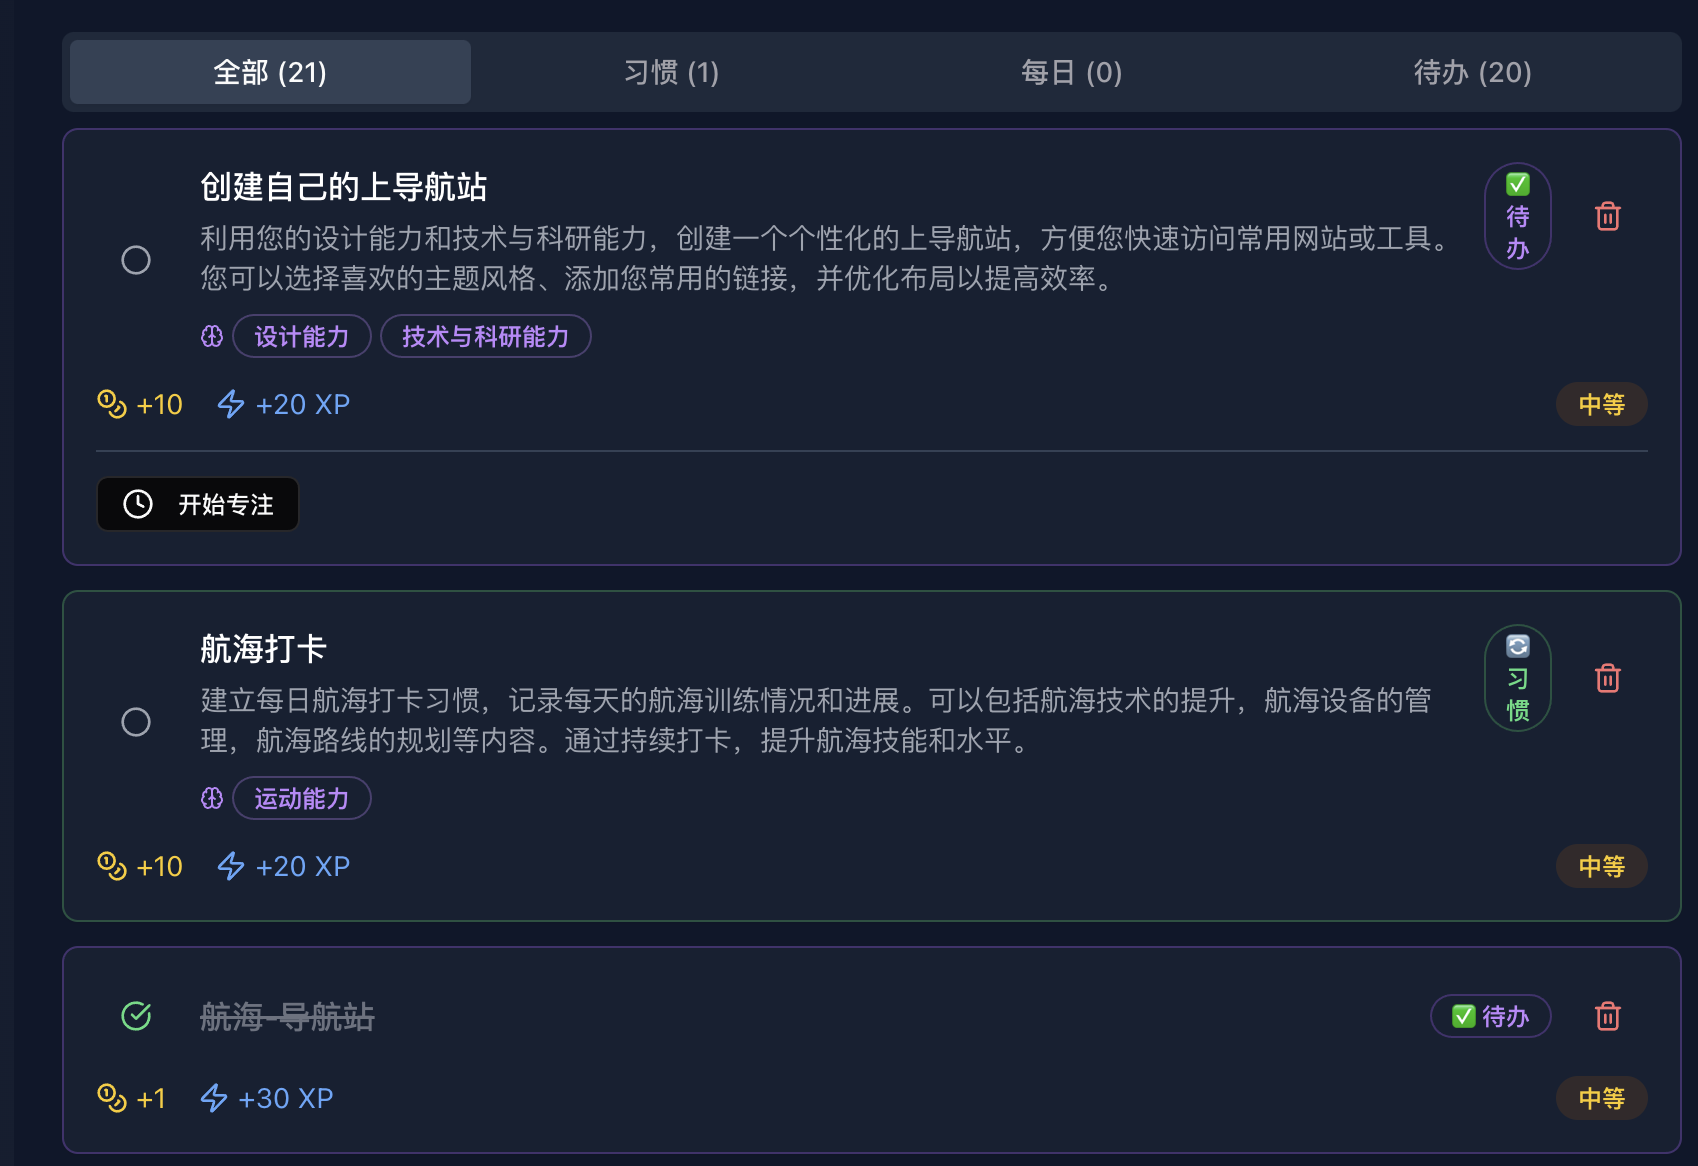 全部 (21)
习惯 (1)
每日 (0)
待办 (20)
创建自己的上导航站
利用您的设计能力和技术与科研能力，创建一个个性化的上导航站，方便您快速访问常用网站或工具。
您可以选择喜欢的主题风格、添加您常用的链接，并优化布局以提高效率。
✅
待
办
设计能力
技术与科研能力
+10
+20 XP
中等
开始专注
航海打卡
建立每日航海打卡习惯，记录每天的航海训练情况和进展。可以包括航海技术的提升，航海设备的管
理，航海路线的规划等内容。通过持续打卡，提升航海技能和水平。
🔄
习
惯
运动能力
+10
+20 XP
中等
航海-导航站
✅ 待办
+1
+30 XP
中等